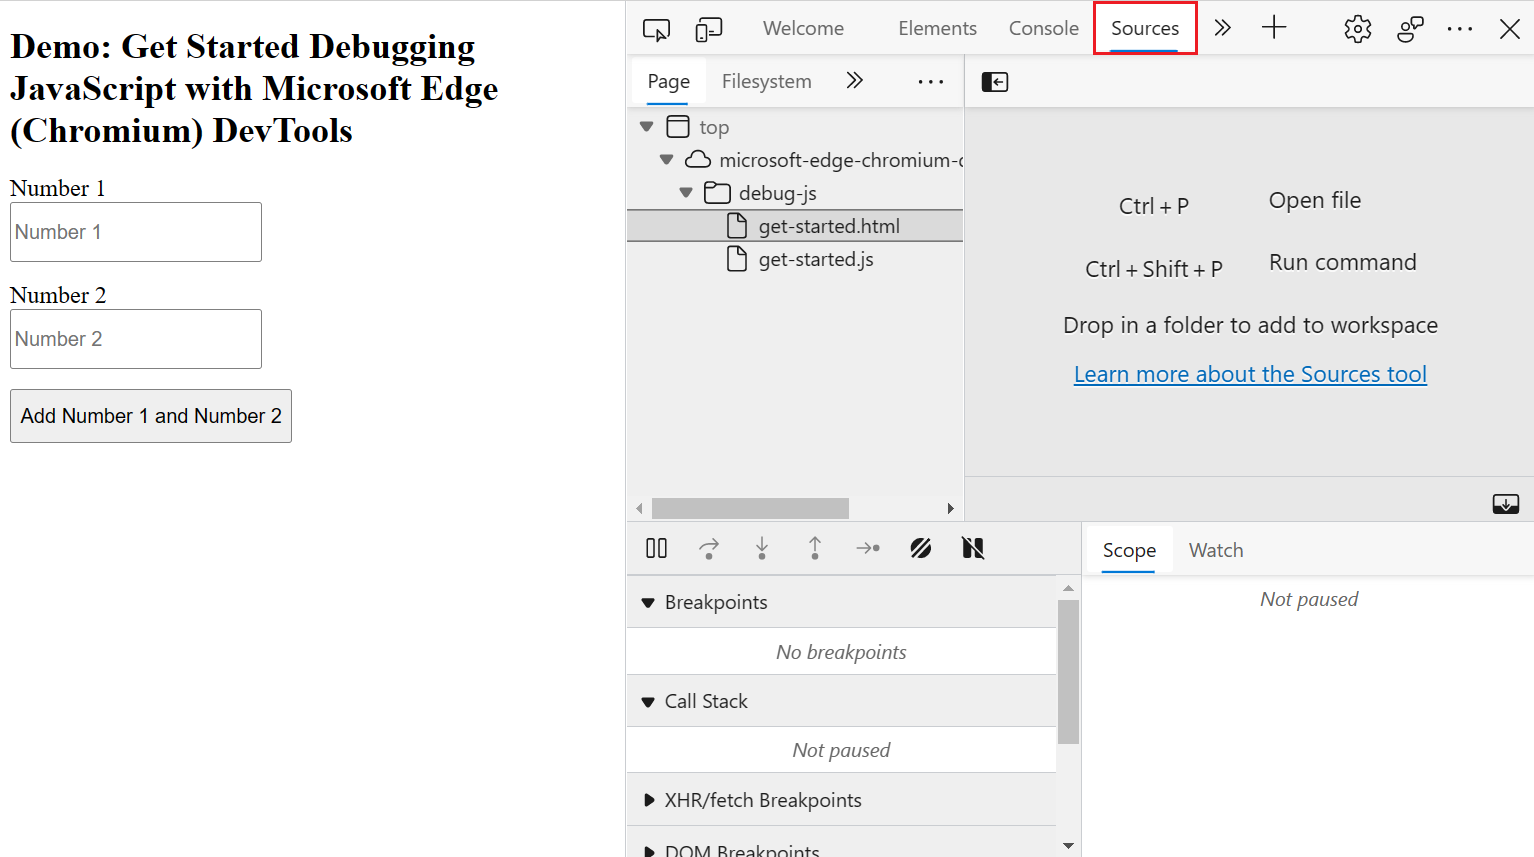 Demo: Get Started Debugging
JavaScript with Microsoft Edge
(Chromium) DevTools
Number 1
Number 1
Number 2
Number 2
Add Number 1 and Number 2
Welcome
Elements
Console
Sources
Page
Filesystem
top
microsoft-edge-chromium-
debug-js
get-started.html
get-started.js
Ctrl + P
Open file
Ctrl + Shift + P
Run command
Drop in a folder to add to workspace
Learn more about the Sources tool
Breakpoints
No breakpoints
Call Stack
Not paused
XHR/fetch Breakpoints
DOM Breakpoints
Scope
Watch
Not paused